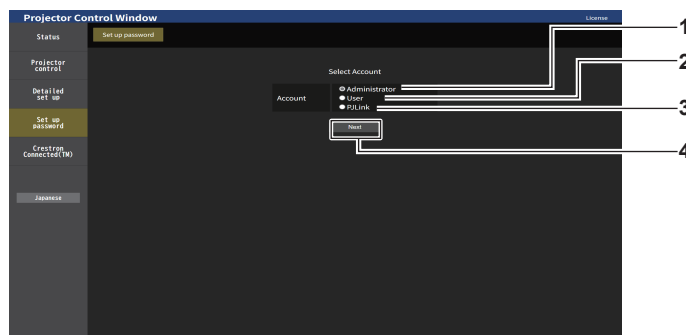 Projector Control Window
License
Status
Projector
control
Detailed
set up
Set up
password
Crestron
Connected(TM)
Japanese
Set up password
Select Account
Account
Administrator
User
PJLink
Next
1
2
3
4